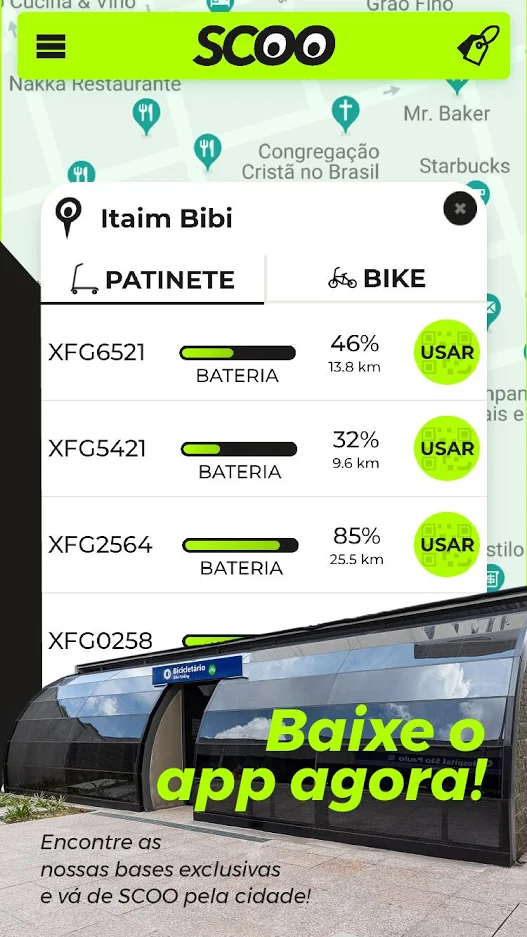 Cucina & Vino
Grão Fino
SCOO
Nakka Restaurante
Mr. Baker
Congregação
Cristã no Brasil
Starbucks
Itaim Bibi
PATINETE
BIKE
XFG6521
BATERIA
46%
13.8 km
USAR
XFG5421
BATERIA
32%
9.6 km
USAR
XFG2564
BATERIA
85%
25.5 km
USAR
XFG0258
Bicicletário
Baixe o
app agora!
Encontre as
nossas bases exclusivas
e vá de SCOO pela cidade!